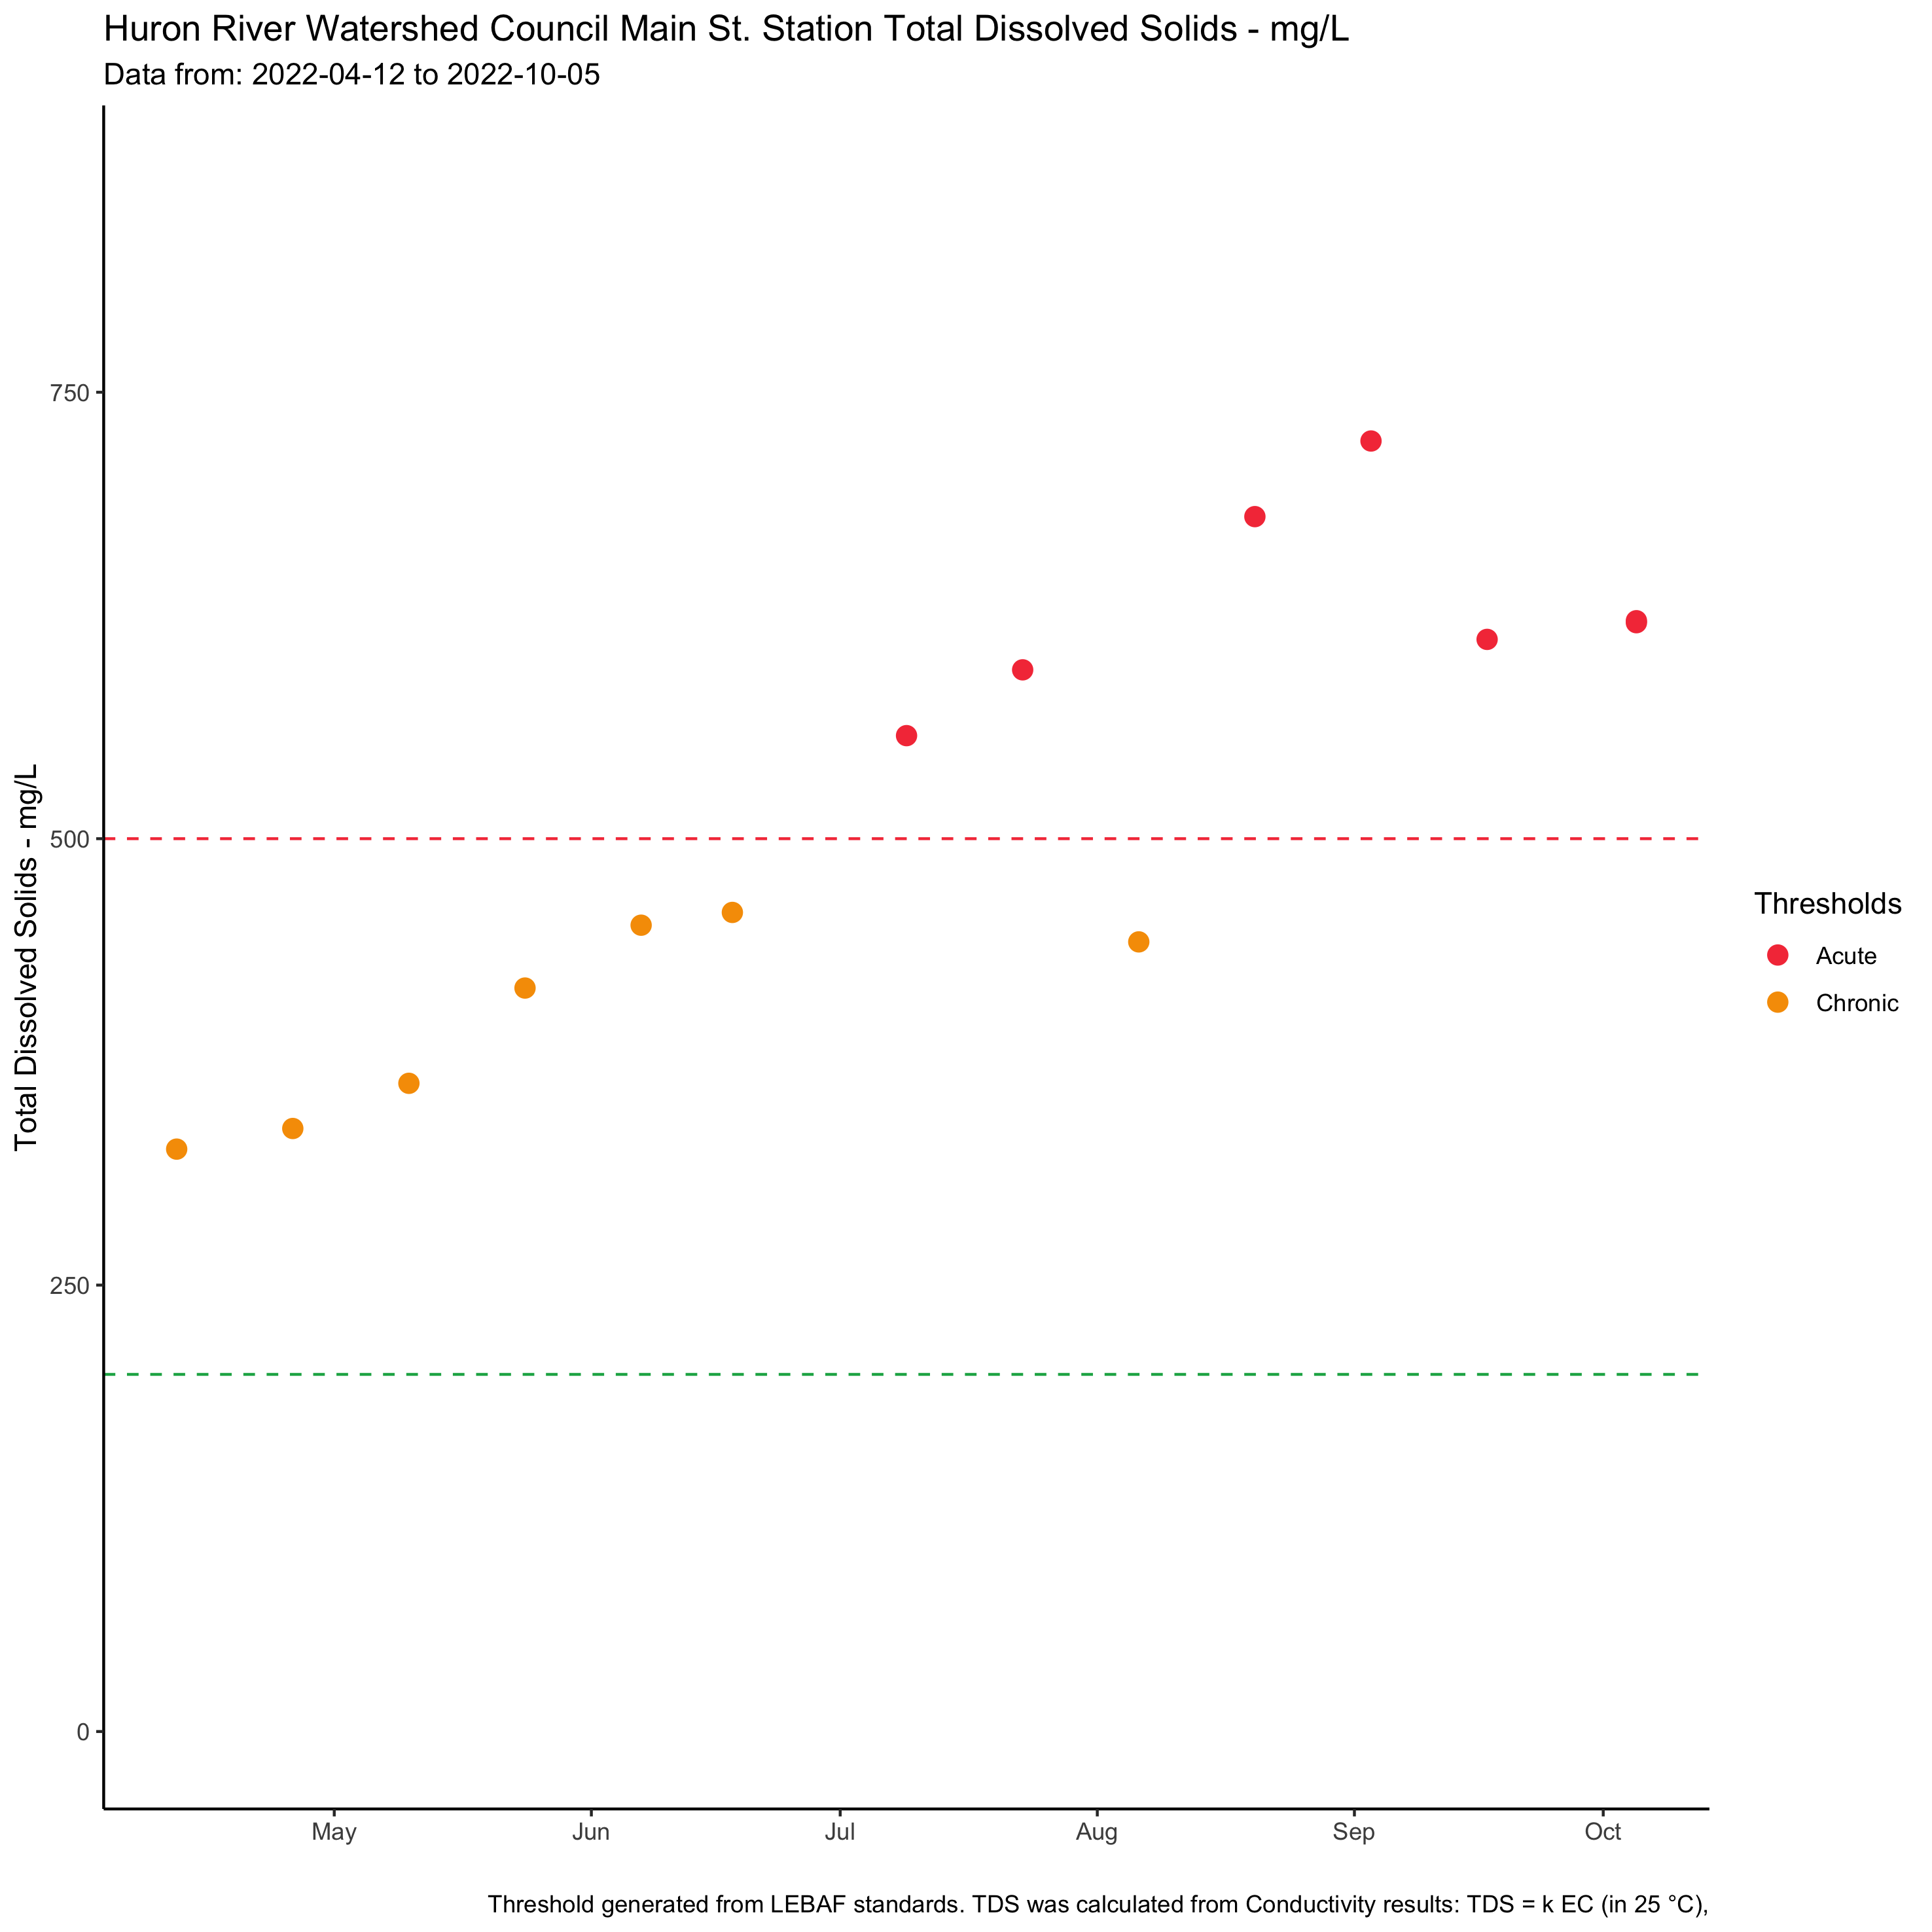 Huron River Watershed Council Main St. Station Total Dissolved Solids - mg/L
Data from: 2022-04-12 to 2022-10-05
Total Dissolved Solids - mg/L
750
500
250
0
May
Jun
Jul
Aug
Sep
Oct
Thresholds
Acute
Chronic
Threshold generated from LEBAF standards. TDS was calculated from Conductivity results: TDS = k EC (in 25 °C),